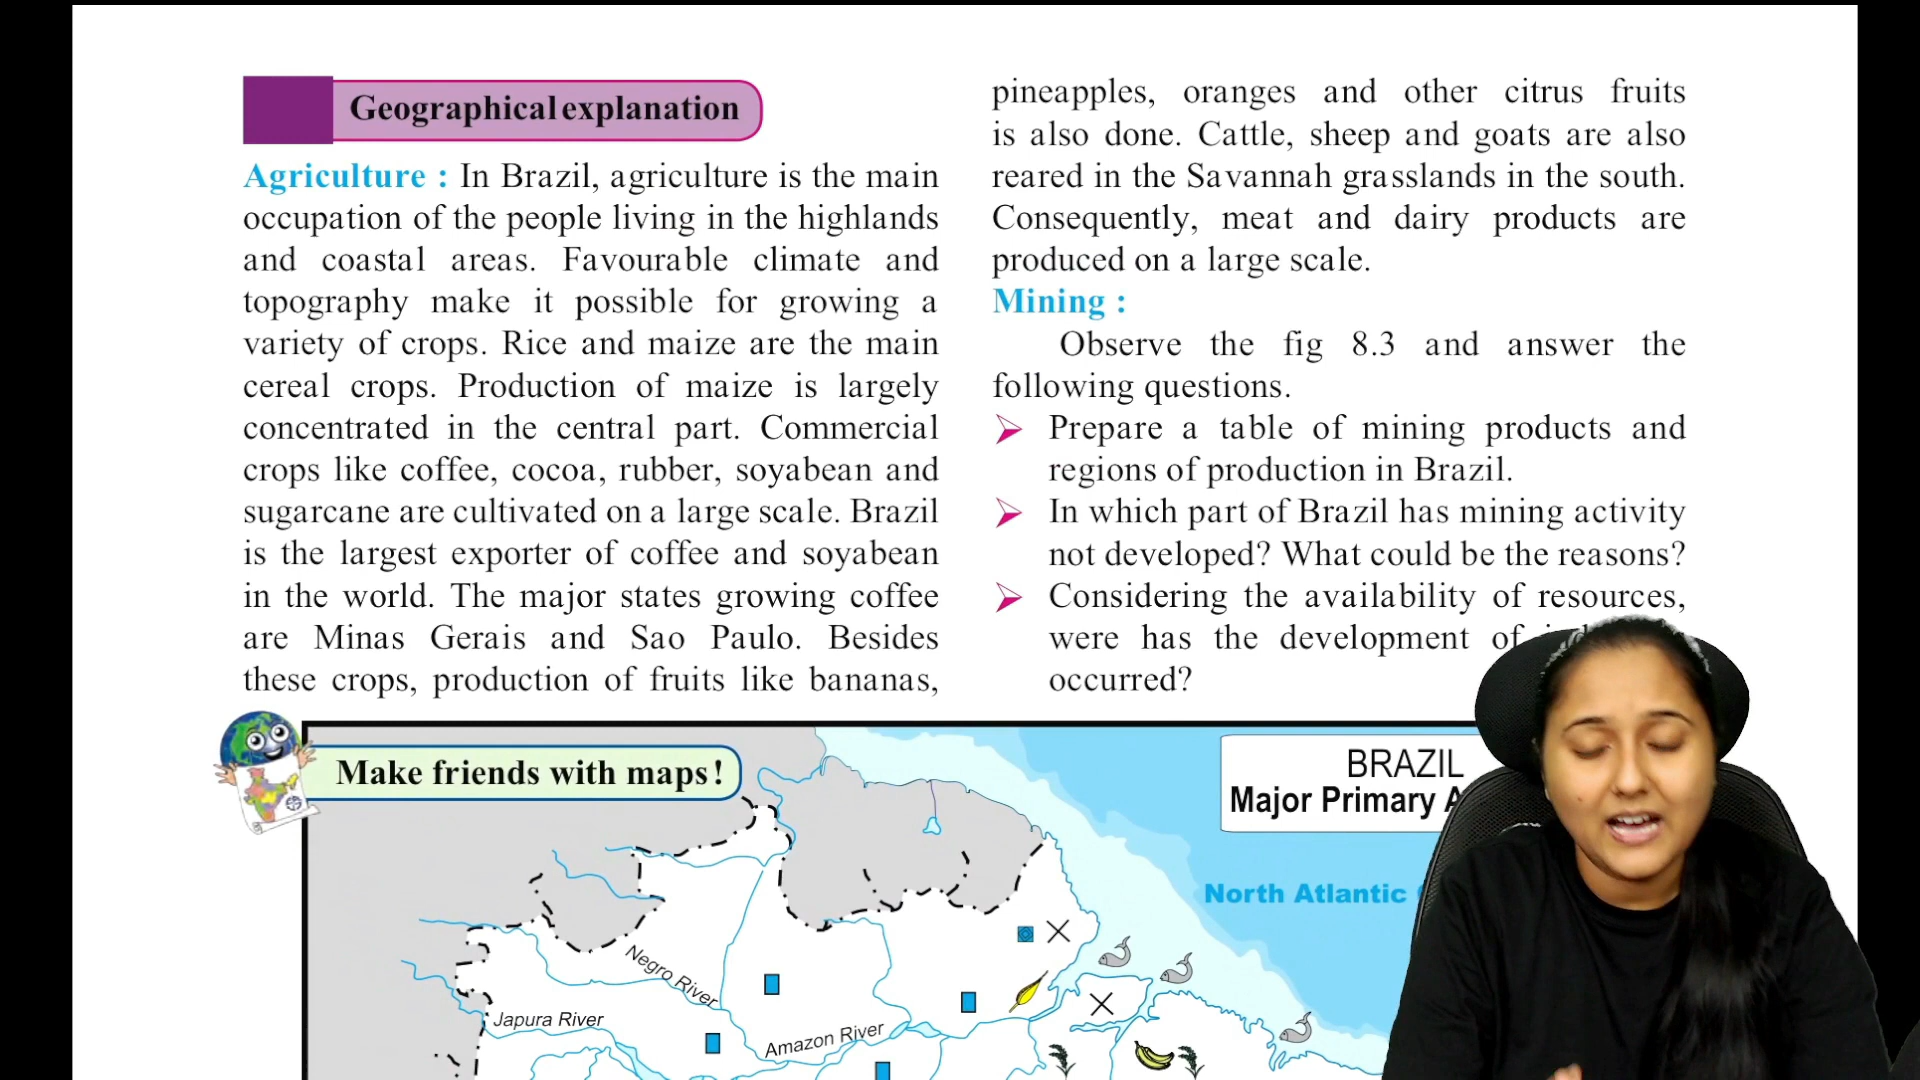 Geographical explanation
Agriculture : In Brazil, agriculture is the main
occupation of the people living in the highlands
and coastal areas. Favourable climate and
topography make it possible for growing a
variety of crops. Rice and maize are the main
cereal crops. Production of maize is largely
concentrated in the central part. Commercial
crops like coffee, cocoa, rubber, soyabean and
sugarcane are cultivated on a large scale. Brazil
is the largest exporter of coffee and soyabean
in the world. The major states growing coffee
are Minas Gerais and Sao Paulo. Besides
these crops, production of fruits like bananas,
pineapples, oranges and other citrus fruits
is also done. Cattle, sheep and goats are also
reared in the Savannah grasslands in the south.
Consequently, meat and dairy products are
produced on a large scale.
Mining :
Observe the fig 8.3 and answer the
following questions.
Prepare a table of mining products and
regions of production in Brazil.
In which part of Brazil has mining activity
not developed? What could be the reasons?
Considering the availability of resources,
were has the development of
occurred?
Make friends with maps!
BRAZIL
Major Primary
North Atlantic
Negro River
Japura River
Amazon River